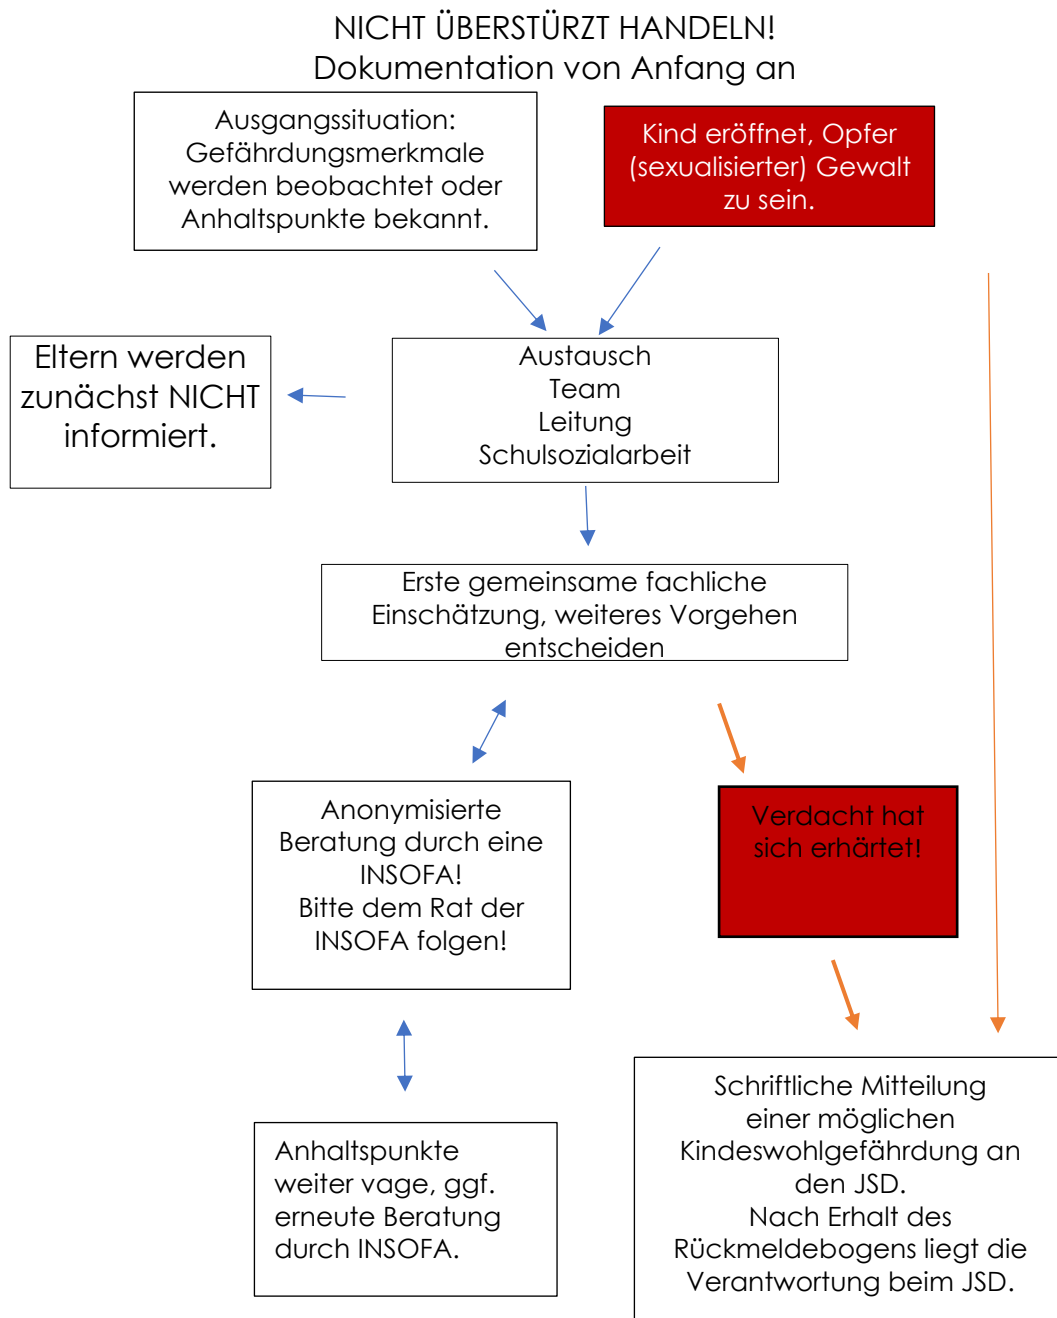 NICHT ÜBERSTÜRZT HANDELN!
Dokumentation von Anfang an
Ausgangssituation:
Gefährdungsmerkmale
werden beobachtet oder
Anhaltspunkte bekannt.
Kind eröffnet, Opfer
(sexualisierter) Gewalt
zu sein.
Eltern werden
zunächst NICHT
informiert.
Austausch
Team
Leitung
Schulsozialarbeit
Erste gemeinsame fachliche
Einschätzung, weiteres Vorgehen
entscheiden
Anonymisierte
Beratung durch eine
INSOFA!
Bitte dem Rat der
INSOFA folgen!
Verdacht hat
sich erhärtet!
Anhaltspunkte
weiter vage, ggf.
erneute Beratung
durch INSOFA.
Schriftliche Mitteilung
einer möglichen
Kindeswohlgefährdung an
den JSD.
Nach Erhalt des
Rückmeldebogens liegt die
Verantwortung beim JSD.